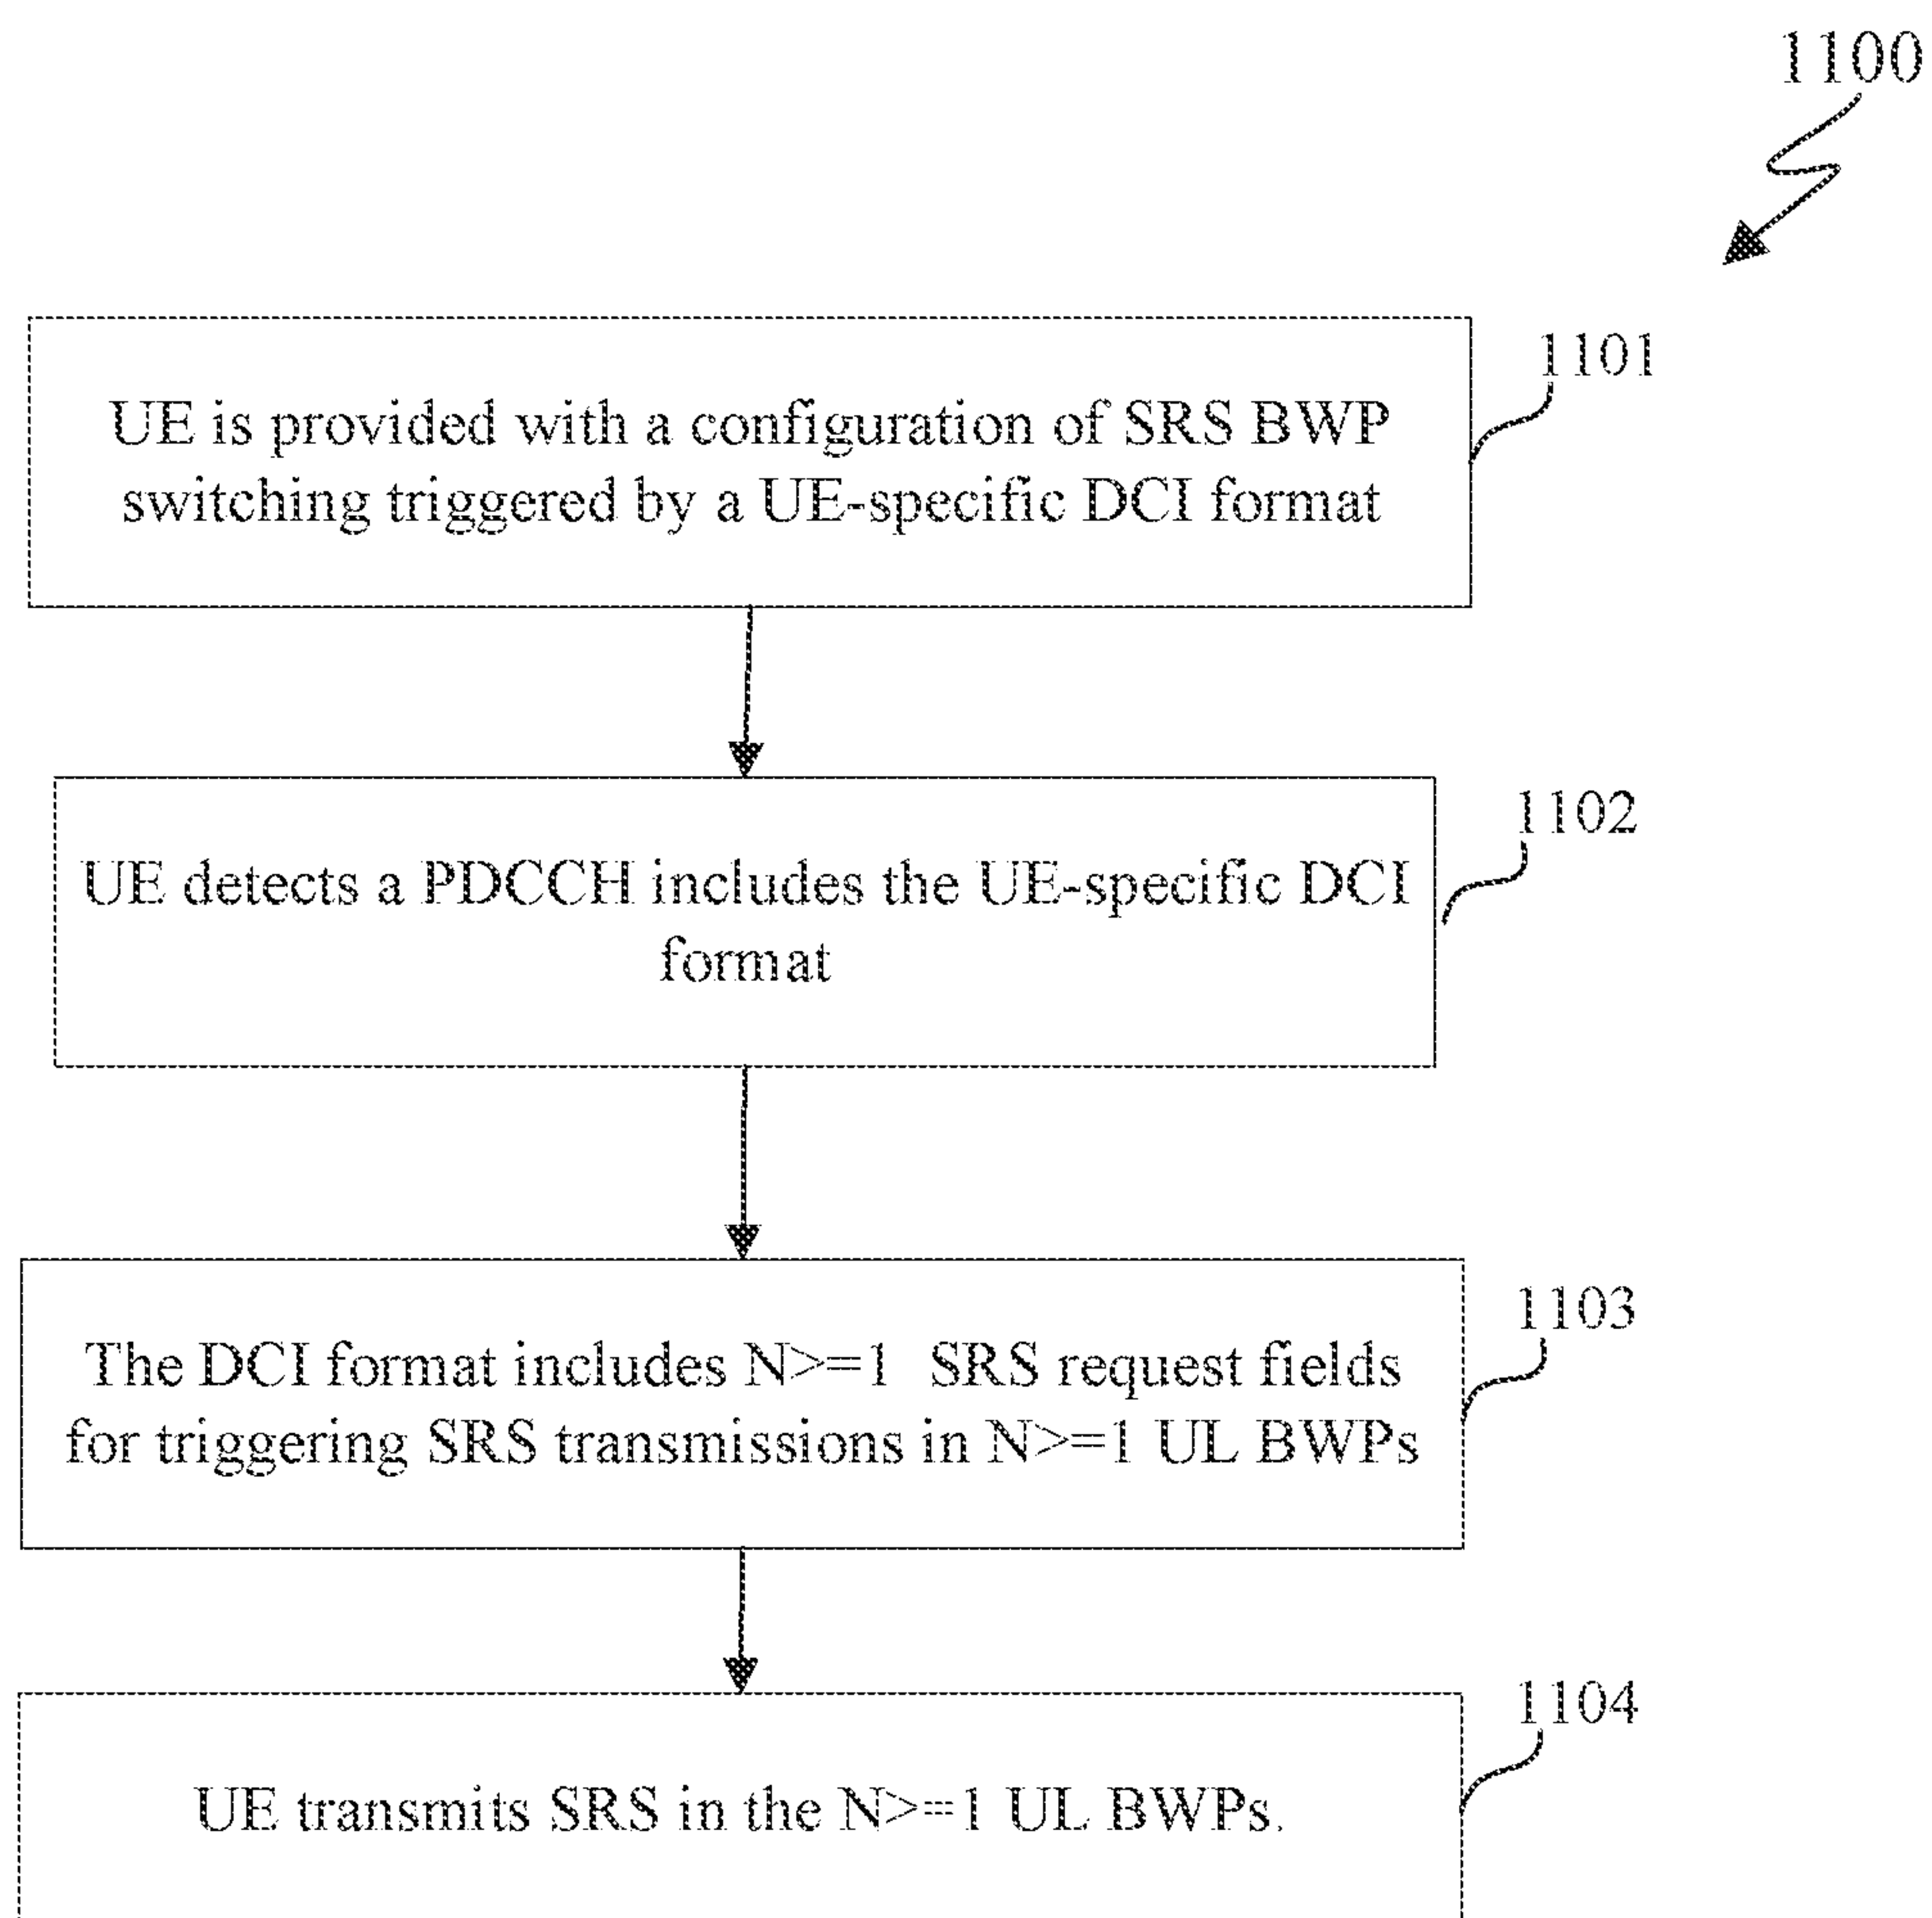 1100
1101
UE is provided with a configuration of SRS BWP
switching triggered by a UE-specific DCI format
1102
UE detects a PDCCH includes the UE-specific DCI
format
1103
The DCI format includes N>=1 SRS request fields
for triggering SRS transmissions in N>=1 UL BWPs
1104
UE transmits SRS in the N>=1 UL BWPs.